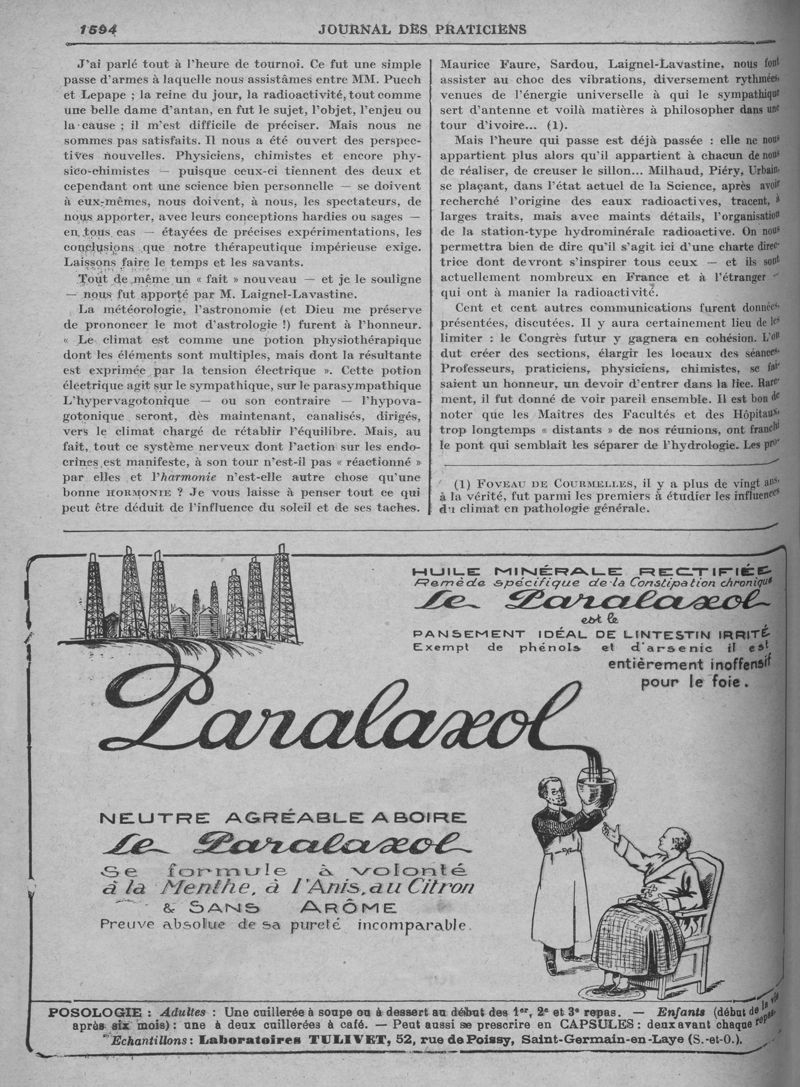 1594
JOURNAL DES PRATICIENS
J'ai parlé tout à l'heure de tournoi. Ce fut une simple
passe d'armes à laquelle nous assistâmes entre MM. Puech
et Lepape ; la reine du jour, la radioactivité, tout comme
une belle dame d'antan, en fut le sujet, l'objet, l'enjeu ou
la cause ; il m'est difficile de préciser. Mais nous ne
sommes pas satisfaits. Il nous a été ouvert des perspec-
tives nouvelles. Physiciens, chimistes et encore phy-
sico-chimistes — puisque ceux-ci tiennent des deux et
cependant ont une science bien personnelle — se doivent
à eux-mêmes, nous doivent, à nous, les spectateurs, de
nous apporter, avec leurs conceptions hardies ou sages —
en tous cas — étayées de précises expérimentations, les
conclusions que notre thérapeutique impérieuse exige.
Laissons faire le temps et les savants.
Tout de même un « fait » nouveau — et je le souligne
— nous fut apporté par M. Laignel-Lavastine.
La météorologie, l'astronomie (et Dieu me préserve
de prononcer le mot d'astrologie !) furent à l'honneur.
« Le climat est comme une potion physiothérapique
dont les éléments sont multiples, mais dont la résultante
est exprimée par la tension électrique ». Cette potion
électrique agit sur le sympathique, sur le parasympathique
L'hypervagotonique — ou son contraire — l'hypova-
gotonique seront, dès maintenant, canalisés, dirigés,
vers le climat chargé de rétablir l'équilibre. Mais, au
fait, tout ce système nerveux dont l'action sur les endo-
crines est manifeste, à son tour n'est-il pas « réactionné »
par elles et l'harmonie n'est-elle autre chose qu'une
bonne HORMONIE ? Je vous laisse à penser tout ce qui
peut être déduit de l'influence du soleil et de ses taches.
Maurice Faure, Sardou, Laignel-Lavastine, nous font
assister au choc des vibrations, diversement rythmées,
venues de l'énergie universelle à qui le sympathique
sert d'antenne et voilà matières à philosopher dans une
tour d'ivoire... (1).
Mais l'heure qui passe est déjà passée : elle ne nous
appartient plus alors qu'il appartient à chacun de nous
de réaliser, de creuser le sillon... Milhaud, Piéry, Urbain,
se plaçant, dans l'état actuel de la Science, après avoir
recherché l'origine des eaux radioactives, tracent, à
larges traits, mais avec maints détails, l'organisation
de la station-type hydrominérale radioactive. On nous
permettra bien de dire qu'il s'agit ici d'une charte direc-
trice dont devront s'inspirer tous ceux — et ils sont
actuellement nombreux en France et à l'étranger —
qui ont à manier la radioactivité.
Cent et cent autres communications furent données,
présentées, discutées. Il y aura certainement lieu de les
limiter : le Congrès futur y gagnera en cohésion. L'on
dut créer des sections, élargir les locaux des séances.
Professeurs, praticiens, physiciens, chimistes, se fai-
saient un honneur, un devoir d'entrer dans la lice. Rare-
ment, il fut donné de voir pareil ensemble. Il est bon de
noter que les Maitres des Facultés et des Hôpitaux,
trop longtemps « distants » de nos réunions, ont franchi
le pont qui semblait les séparer de l'hydrologie. Les pro-
(1) FOVEAU DE COURMELLES, il y a plus de vingt ans,
à la vérité, fut parmi les premiers à étudier les influences
du climat en pathologie générale.
HUILE MINÉRALE RECTIFIÉE
Remède spécifique de la Constipation chronique
Le Paralaxol
est le
PANSEMENT IDÉAL DE L'INTESTIN IRRITÉ
Exempt de phénols et d'arsenic il est
entièrement inoffensif
pour le foie.
Paralaxol
NEUTRE AGRÉABLE A BOIRE
Le Paralaxol
Se formule à volonté
à la Menthe, à l'Anis, au Citron
& SANS ARÔME
Preuve absolue de sa pureté incomparable.
POSOLOGIE : Adultes : Une cuillerée à soupe ou à dessert au début des 1er, 2e et 3e repas. — Enfants (début de la vie
après six mois) : une à deux cuillerées à café. — Peut aussi se prescrire en CAPSULES : deux avant chaque repas.
Echantillons : Laboratoires TULIVET, 52, rue de Poissy, Saint-Germain-en-Laye (S.-et-O.).